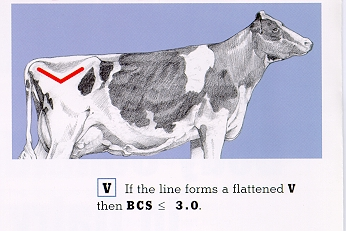 V If the line forms a flattened V
then BCS ≤ 3.0.